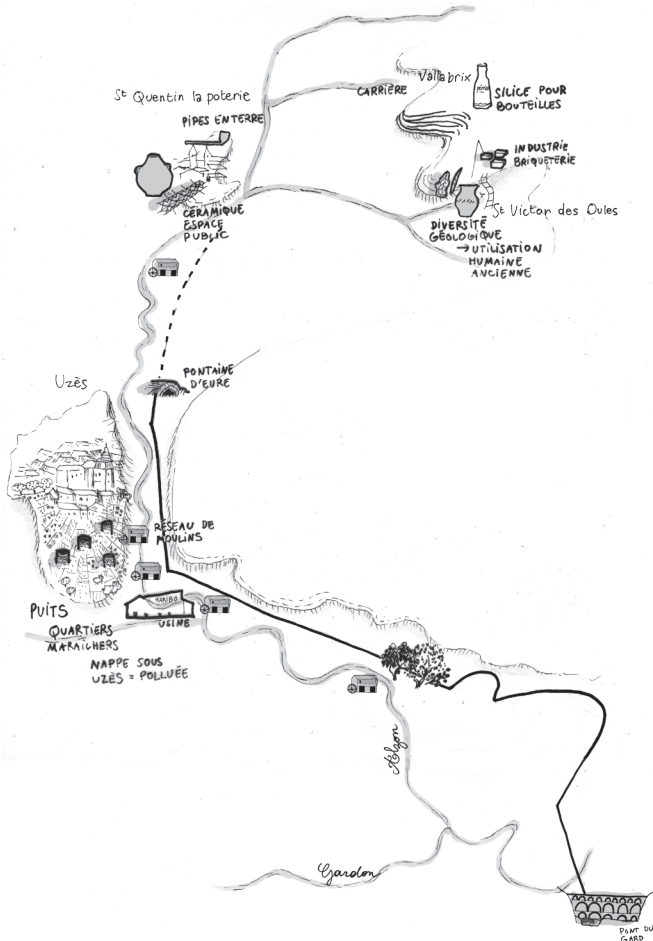 Vallabrix
CARRIÈRE
SILICE POUR
BOUTEILLES
St Quentin la poterie
PIPES EN TERRE
INDUSTRIE
BRIQUETERIE
CÉRAMIQUE
ESPACE
PUBLIC
St Victor des Oules
DIVERSITÉ
GÉOLOGIQUE
→ UTILISATION
HUMAINE
ANCIENNE
FONTAINE
D'EURE
Uzès
RÉSEAU DE
MOULINS
HARIBO
USINE
PUITS
QUARTIERS
MARAÎCHERS
NAPPE SOUS
UZÈS = POLLUÉE
Alzon
Gardon
PONT DU
GARD